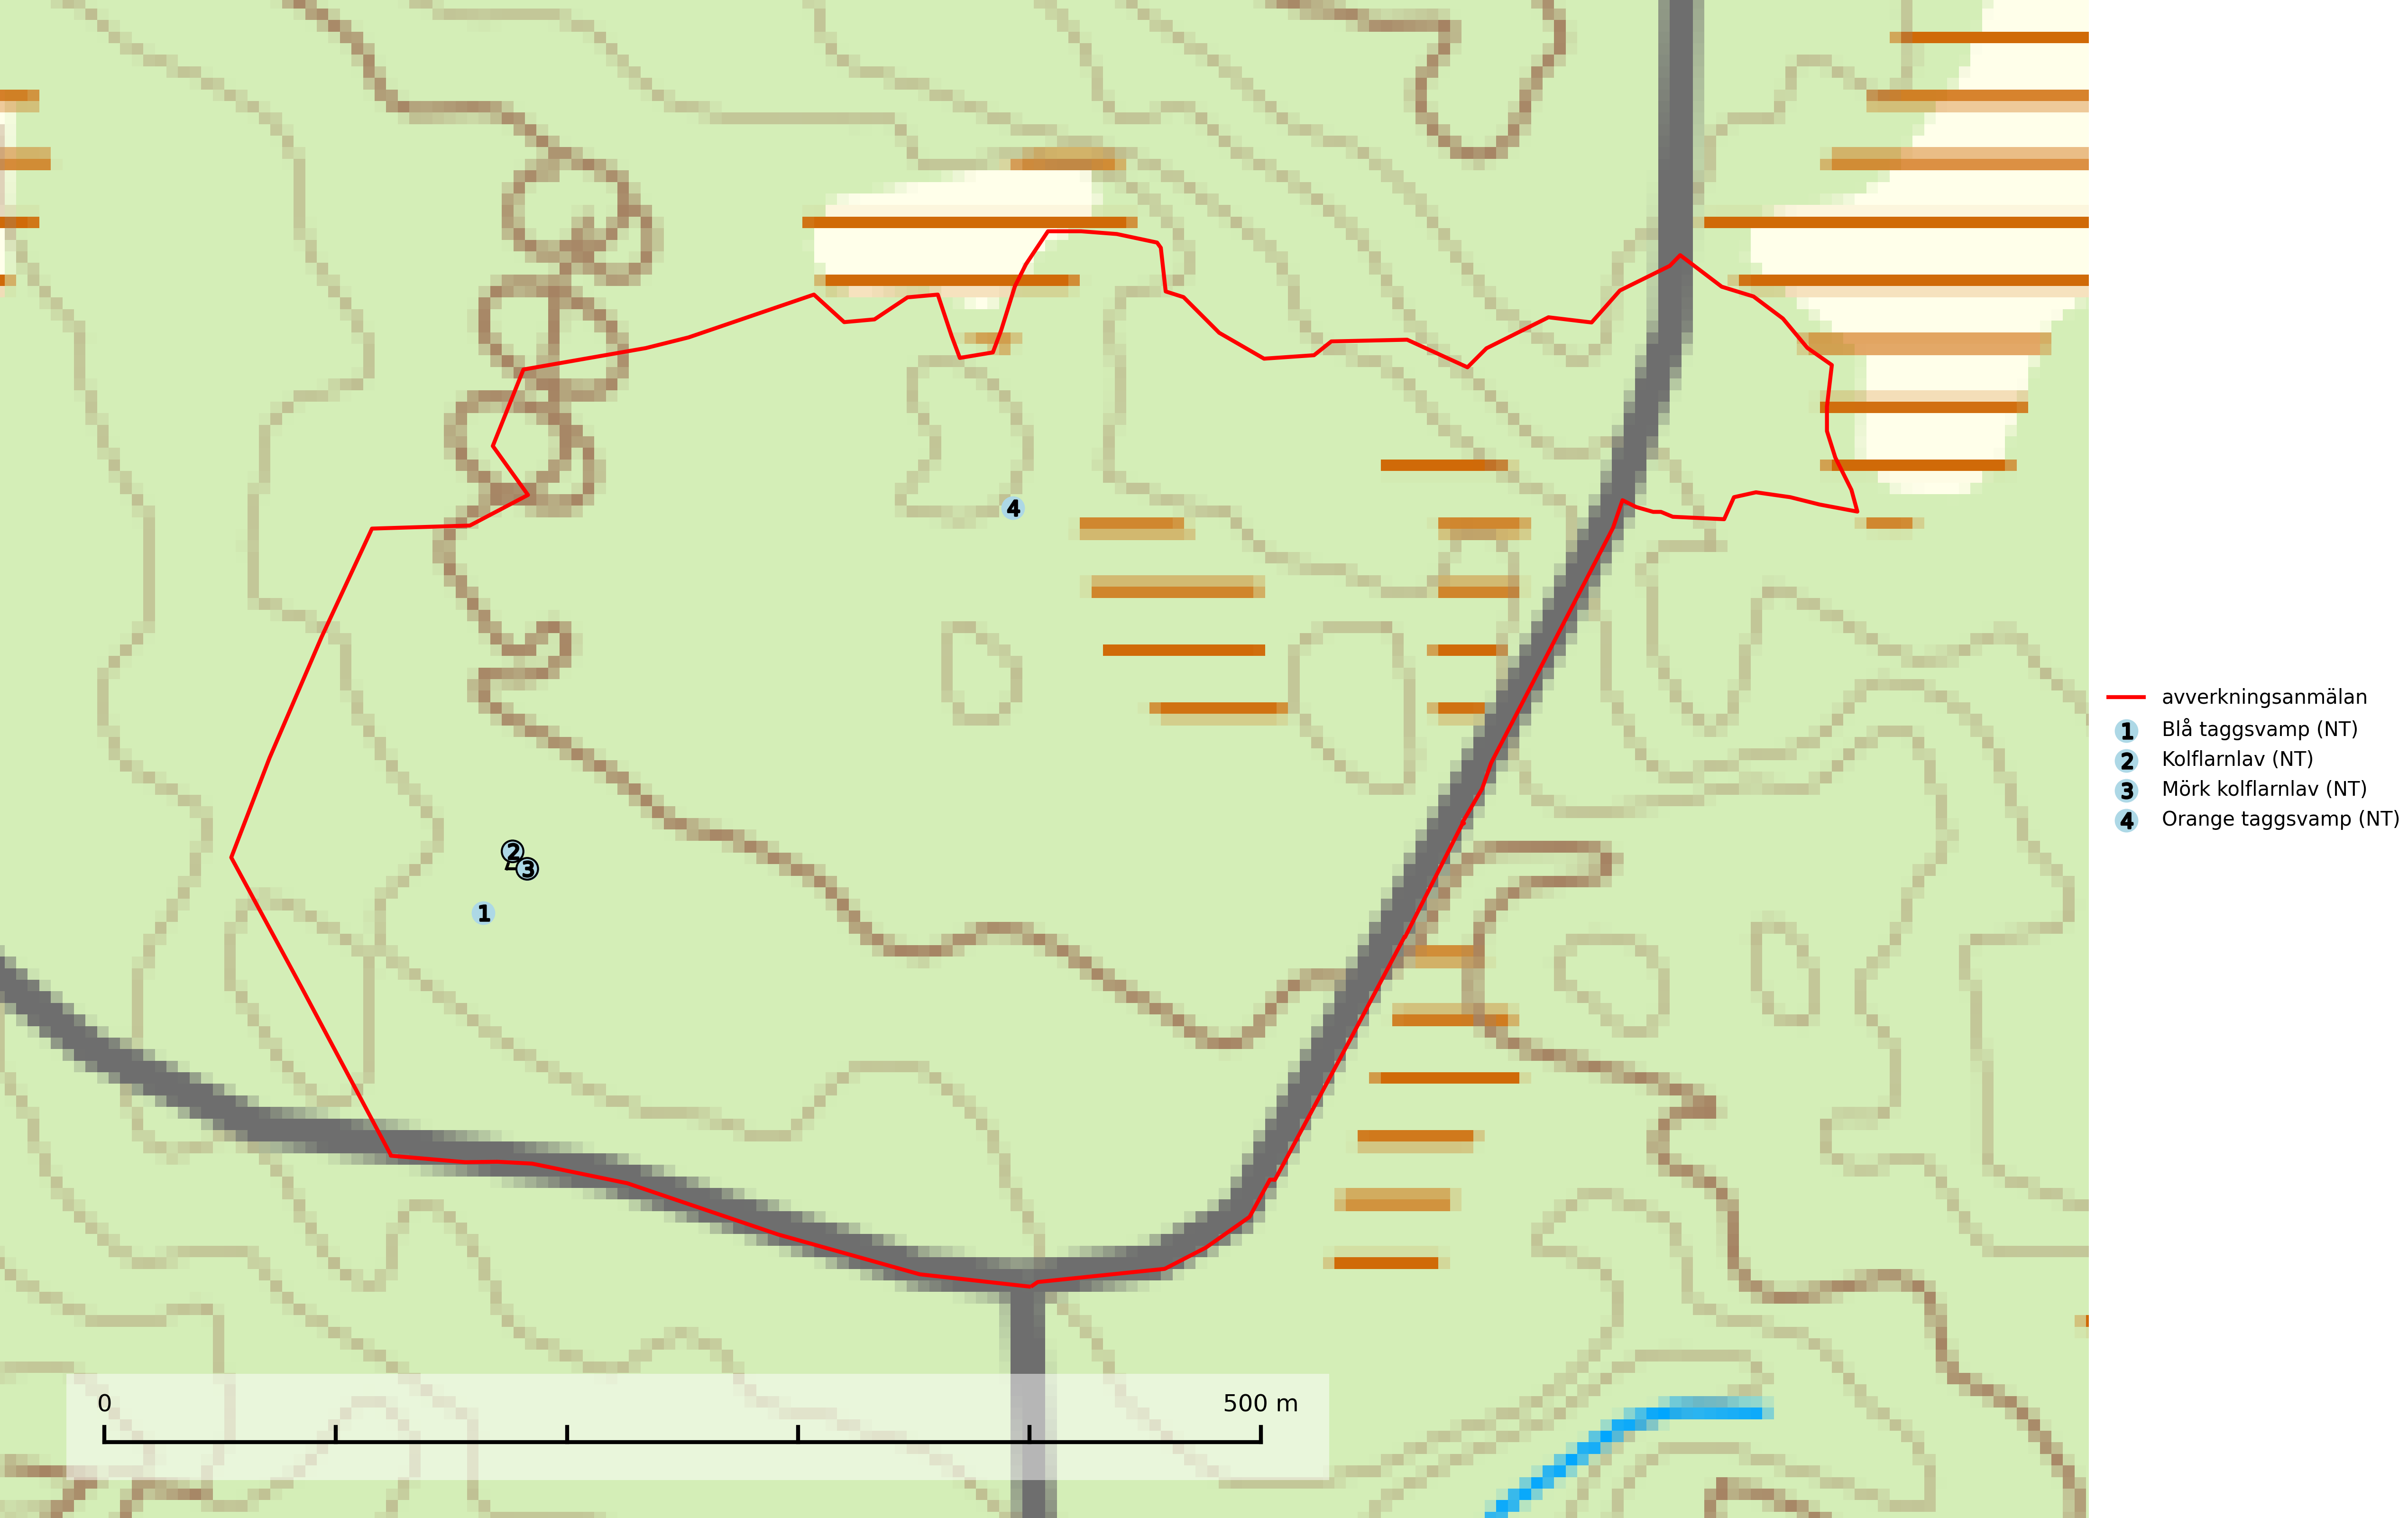 4
2
3
1
avverkningsanmälan
1 Blå taggsvamp (NT)
2 Kolflarnlav (NT)
3 Mörk kolflarnlav (NT)
4 Orange taggsvamp (NT)
0 500 m